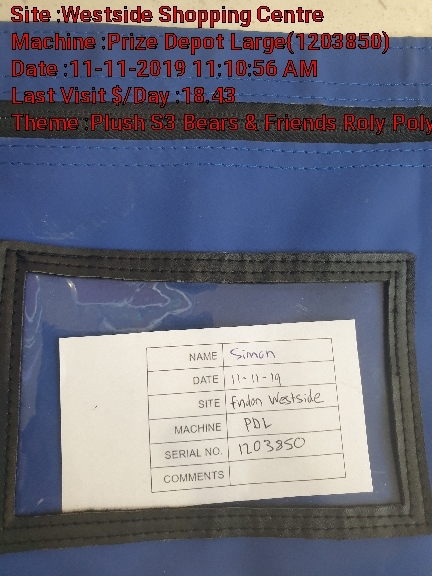 Site :Westside Shopping Centre
Machine :Prize Depot Large(1203850)
Date :11-11-2019 11:10:56 AM
Last Visit $/Day :18.43
Theme :Plush S3 Bears & Friends Roly Poly
NAME Simon
DATE 11-11-19
SITE Findon Westside
MACHINE PDL
SERIAL NO. 1203850
COMMENTS